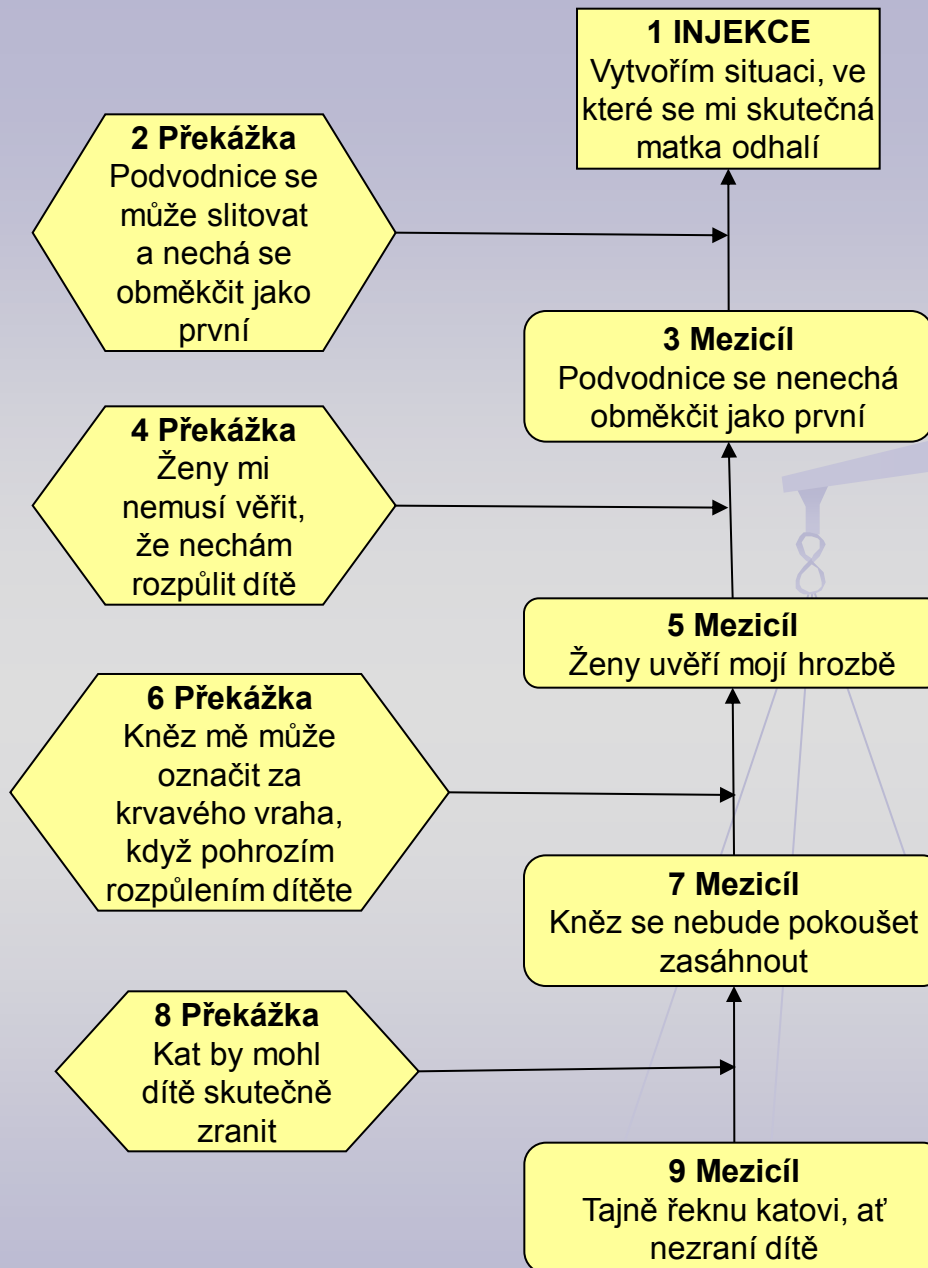 1 INJEKCE
Vytvořím situaci, ve
které se mi skutečná
matka odhalí
2 Překážka
Podvodnice se
může slitovat
a nechá se
obměkčit jako
první
3 Mezicíl
Podvodnice se nenechá
obměkčit jako první
4 Překážka
Ženy mi
nemusí věřit,
že nechám
rozpůlit dítě
5 Mezicíl
Ženy uvěří mojí hrozbě
6 Překážka
Kněz mě může
označit za
krvavého vraha,
když pohrozím
rozpůlením dítěte
7 Mezicíl
Kněz se nebude pokoušet
zasáhnout
8 Překážka
Kat by mohl
dítě skutečně
zranit
9 Mezicíl
Tajně řeknu katovi, ať
nezraní dítě